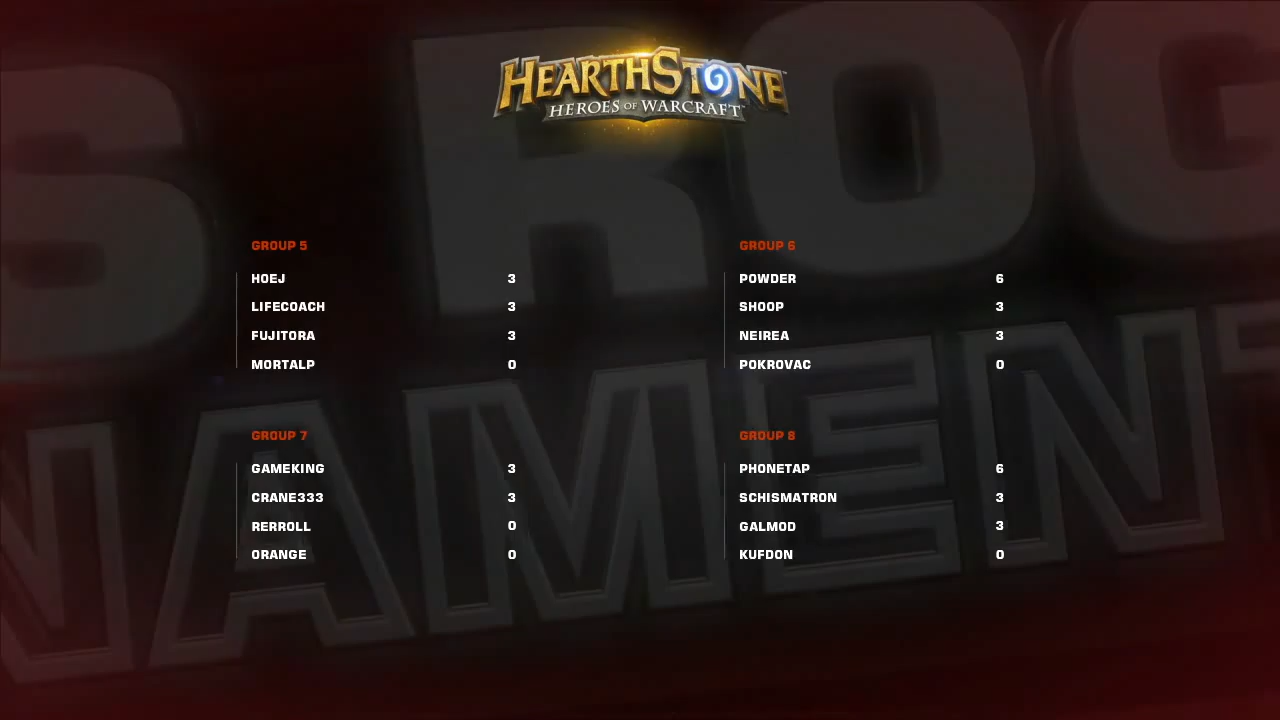 HEARTHSTONE
HEROES OF WARCRAFT
S ROG
NAMENT
GROUP 5
HOEJ 3
LIFECOACH 3
FUJITORA 3
MORTALP 0
GROUP 6
POWDER 6
SHOOP 3
NEIREA 3
POKROVAC 0
GROUP 7
GAMEKING 3
CRANE333 3
RERROLL 0
ORANGE 0
GROUP 8
PHONETAP 6
SCHISMATRON 3
GALMOD 3
KUFDON 0